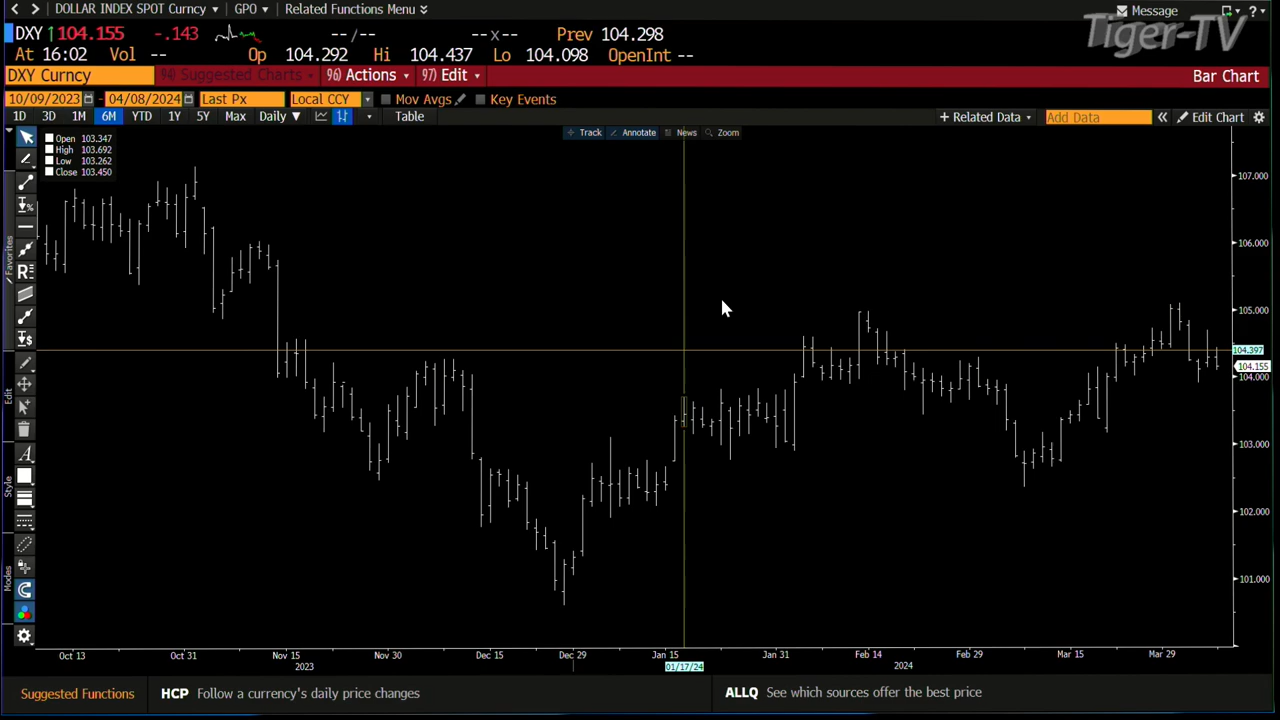 DOLLAR INDEX SPOT Curncy GPO Related Functions Menu Message ?
DXY ↑104.155 -.143 --/-- --x-- Prev 104.298
At 16:02 Vol -- Op 104.292 Hi 104.437 Lo 104.098 OpenInt --
Tiger-TV
DXY Curncy 94) Suggested Charts 96) Actions 97) Edit Bar Chart
10/09/2023 - 04/08/2024 Last Px Local CCY Mov Avgs Key Events
1D 3D 1M 6M YTD 1Y 5Y Max Daily ▼ Table + Related Data Add Data « Edit Chart
Track Annotate News Zoom
Open 103.347
High 103.692
Low 103.262
Close 103.450
Favorites
Edit
Style
Modes
107.000
106.000
105.000
104.397
104.155
104.000
103.000
102.000
101.000
Oct 13 Oct 31 Nov 15 Nov 30 Dec 15 Dec 29 Jan 15 Jan 31 Feb 14 Feb 29 Mar 15 Mar 29
2023 01/17/24 2024
Suggested Functions HCP Follow a currency's daily price changes ALLQ See which sources offer the best price